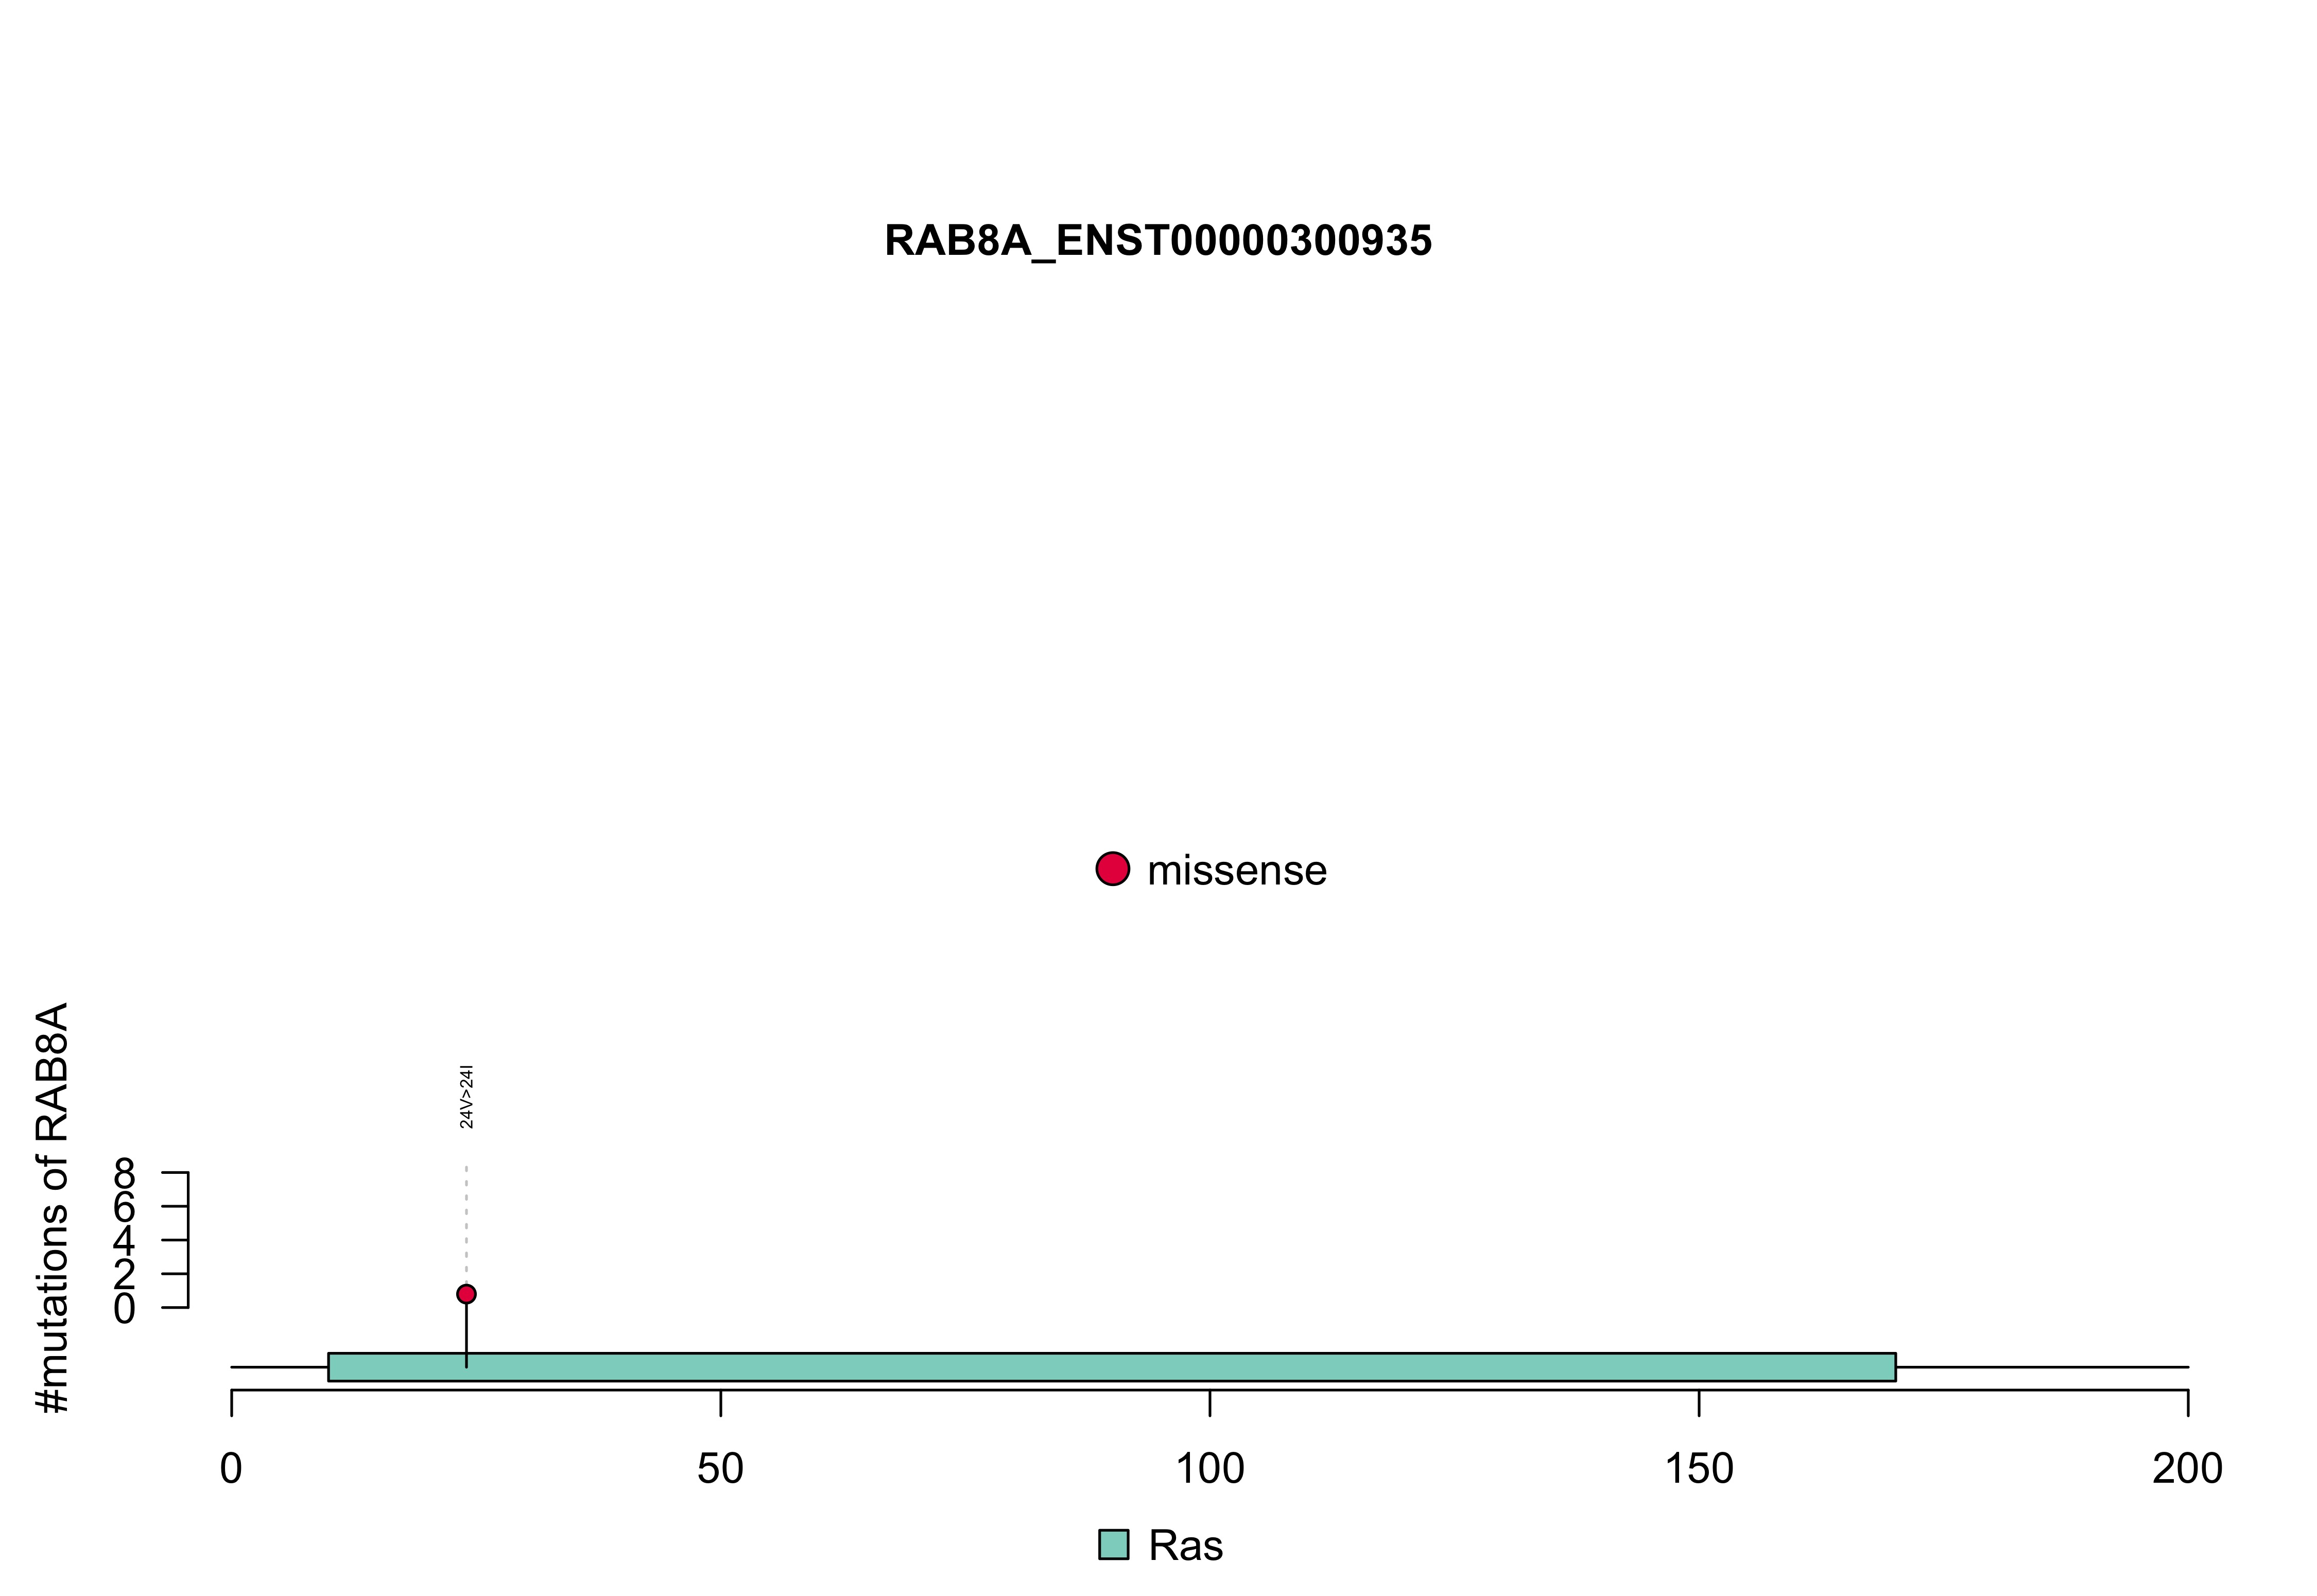 RAB8A_ENST00000300935
missense
#mutations of RAB8A
24V>24I
8
6
4
2
0
0 50 100 150 200
Ras